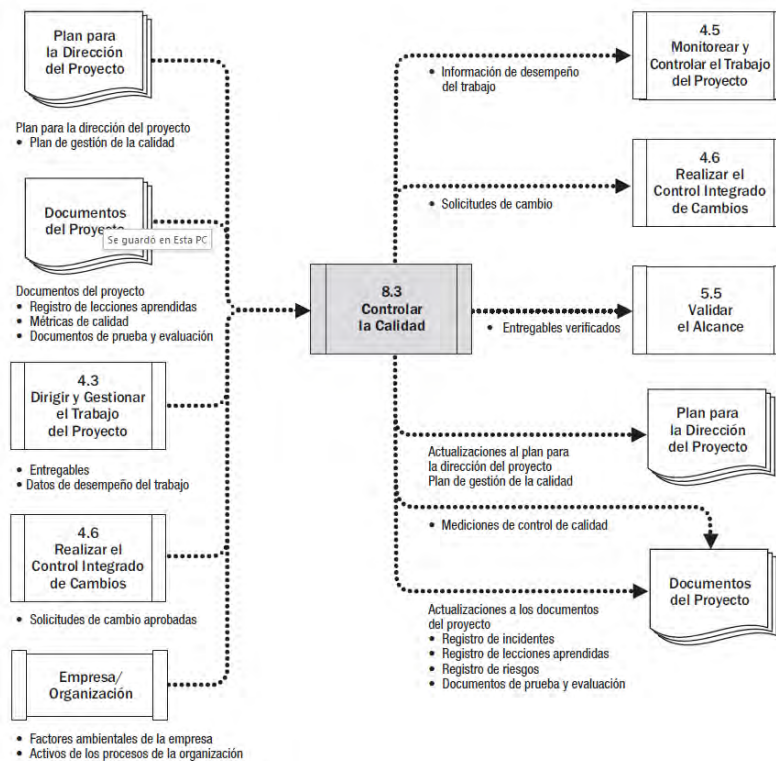 Plan para
la Dirección
del Proyecto
Plan para la dirección del proyecto
• Plan de gestión de la calidad
Documentos
del Proyecto
Se guardó en Esta PC
Documentos del proyecto
• Registro de lecciones aprendidas
• Métricas de calidad
• Documentos de prueba y evaluación
4.3
Dirigir y Gestionar
el Trabajo
del Proyecto
• Entregables
• Datos de desempeño del trabajo
4.6
Realizar el
Control Integrado
de Cambios
• Solicitudes de cambio aprobadas
Empresa/
Organización
• Factores ambientales de la empresa
• Activos de los procesos de la organización
8.3
Controlar
la Calidad
• Información de desempeño
del trabajo
4.5
Monitorear y
Controlar el Trabajo
del Proyecto
• Solicitudes de cambio
4.6
Realizar el
Control Integrado
de Cambios
• Entregables verificados
5.5
Validar
el Alcance
Actualizaciones al plan para
la dirección del proyecto
Plan de gestión de la calidad
Plan para
la Dirección
del Proyecto
• Mediciones de control de calidad
Documentos
del Proyecto
Actualizaciones a los documentos
del proyecto
• Registro de incidentes
• Registro de lecciones aprendidas
• Registro de riesgos
• Documentos de prueba y evaluación